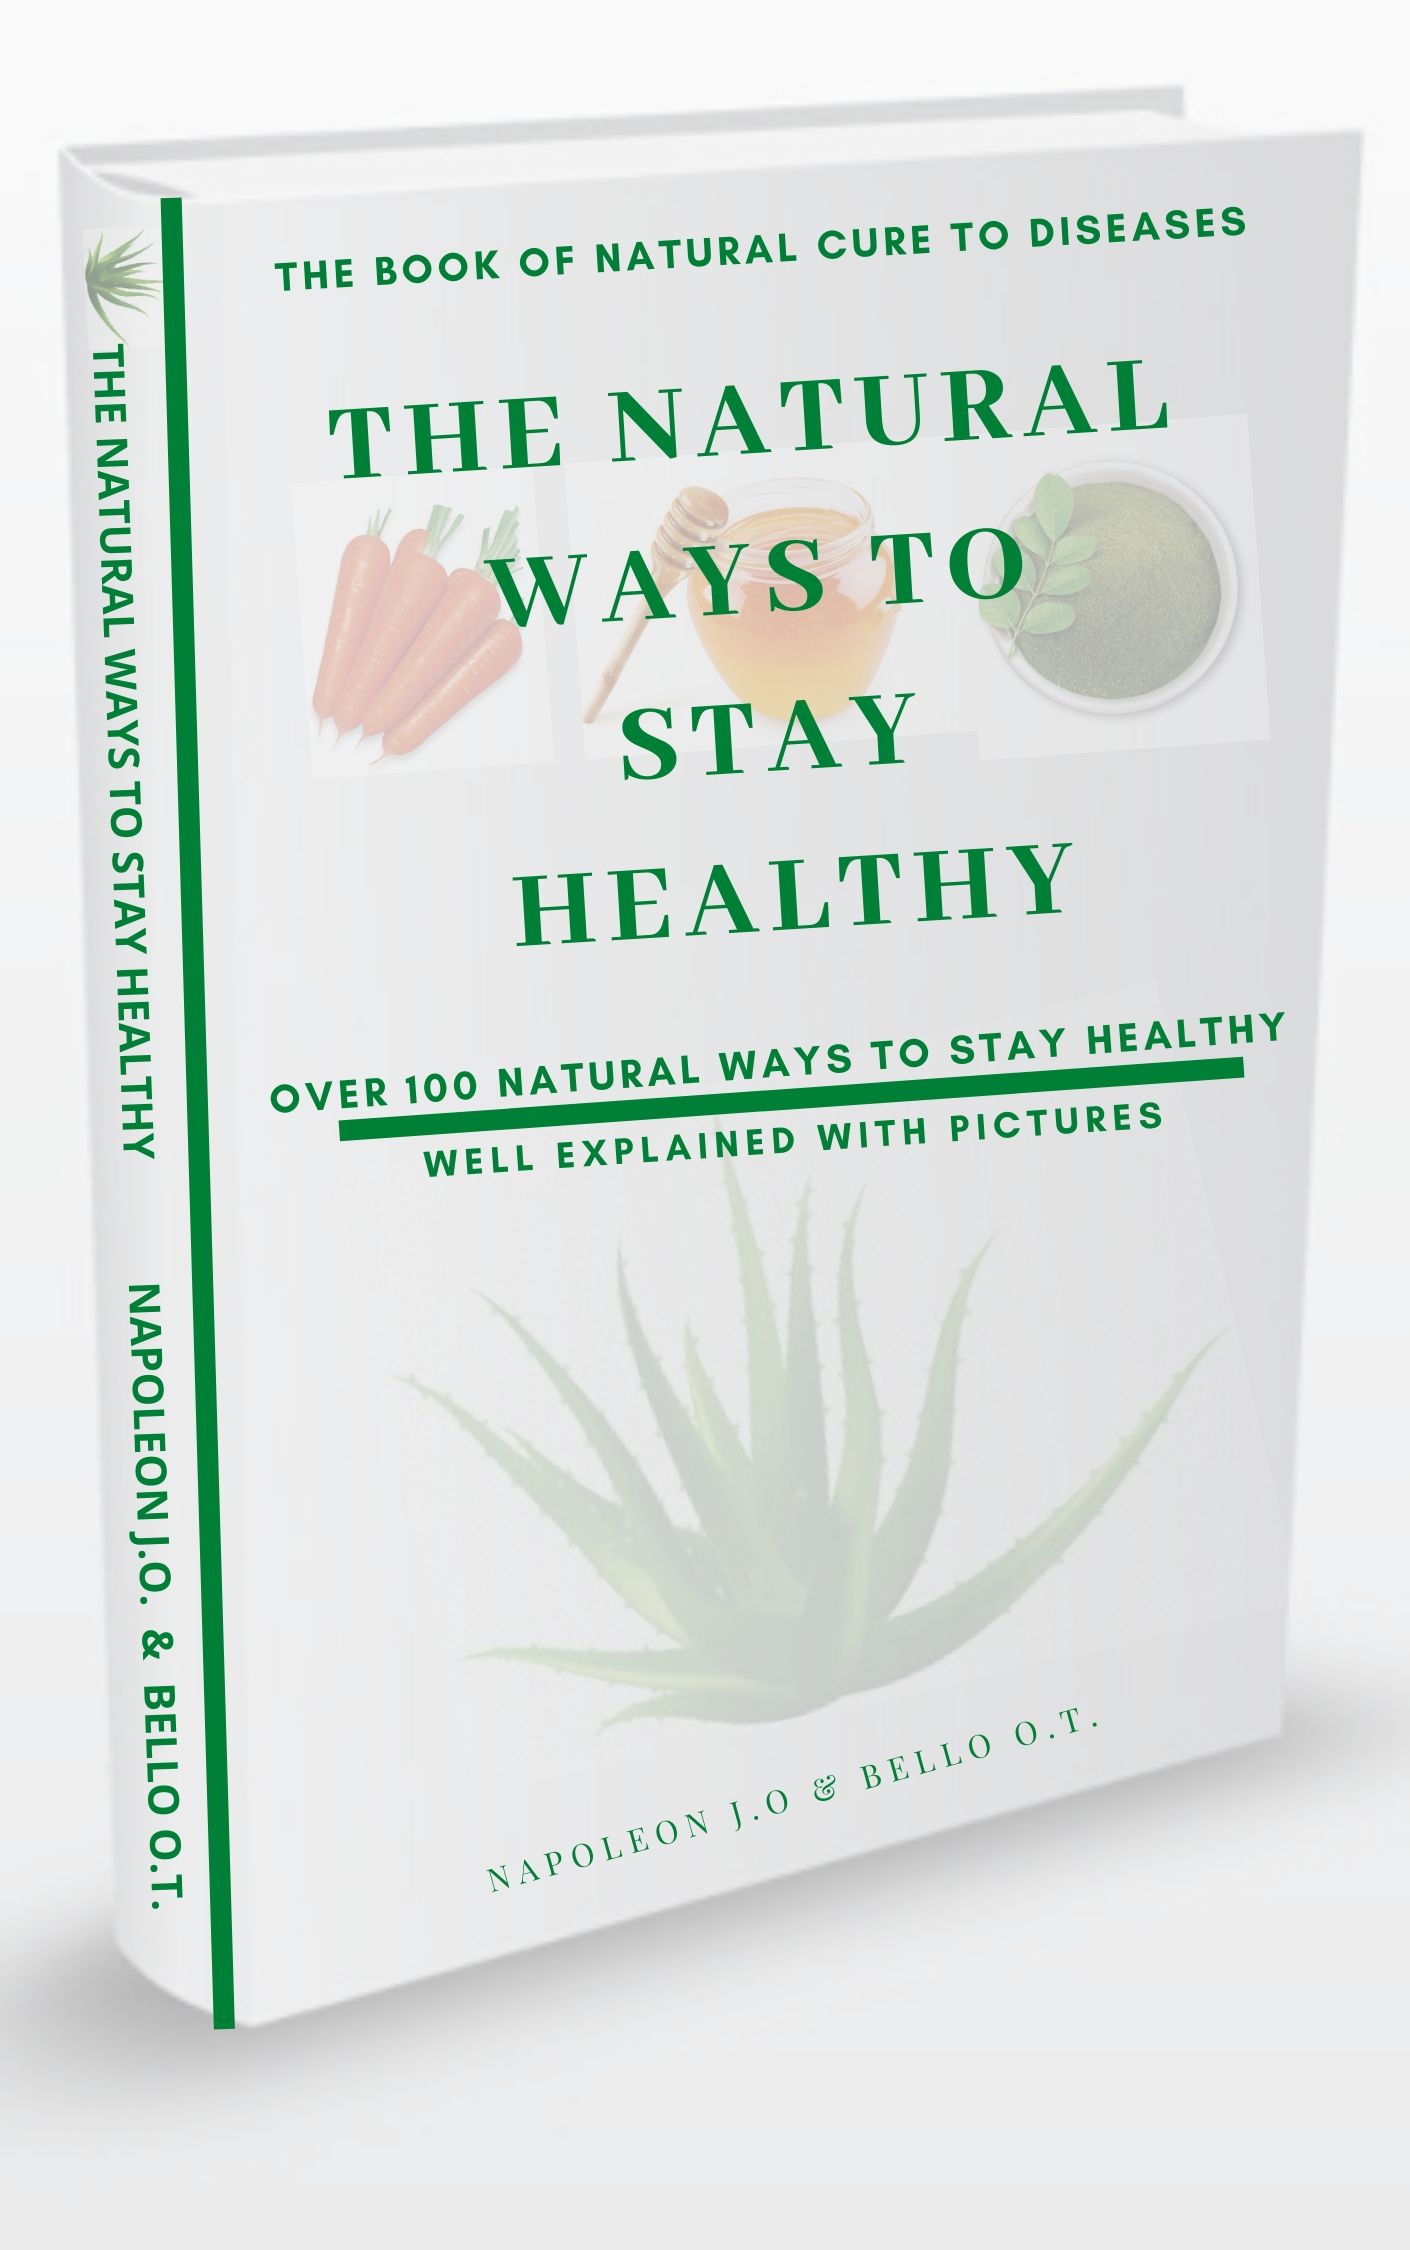 THE BOOK OF NATURAL CURE TO DISEASES
THE NATURAL
WAYS TO
STAY
HEALTHY
OVER 100 NATURAL WAYS TO STAY HEALTHY
WELL EXPLAINED WITH PICTURES
NAPOLEON J.O & BELLO O.T.
THE NATURAL WAYS TO STAY HEALTHY NAPOLEON J.O. & BELLO O.T.